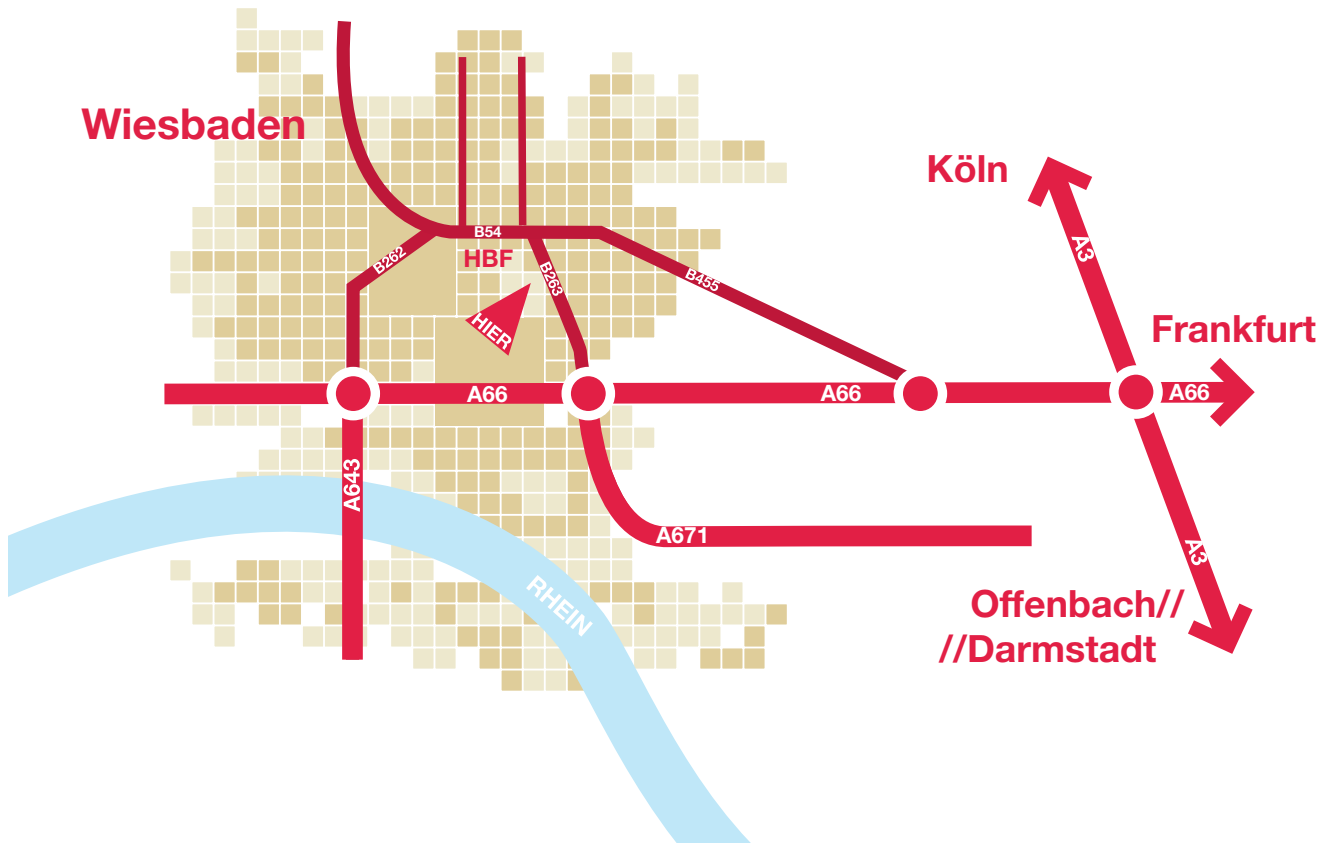 Wiesbaden
Köln
B54
HBF
B262
B263
B455
A3
HIER
Frankfurt
A66
A66
A66
A643
A671
A3
RHEIN
Offenbach//
//Darmstadt